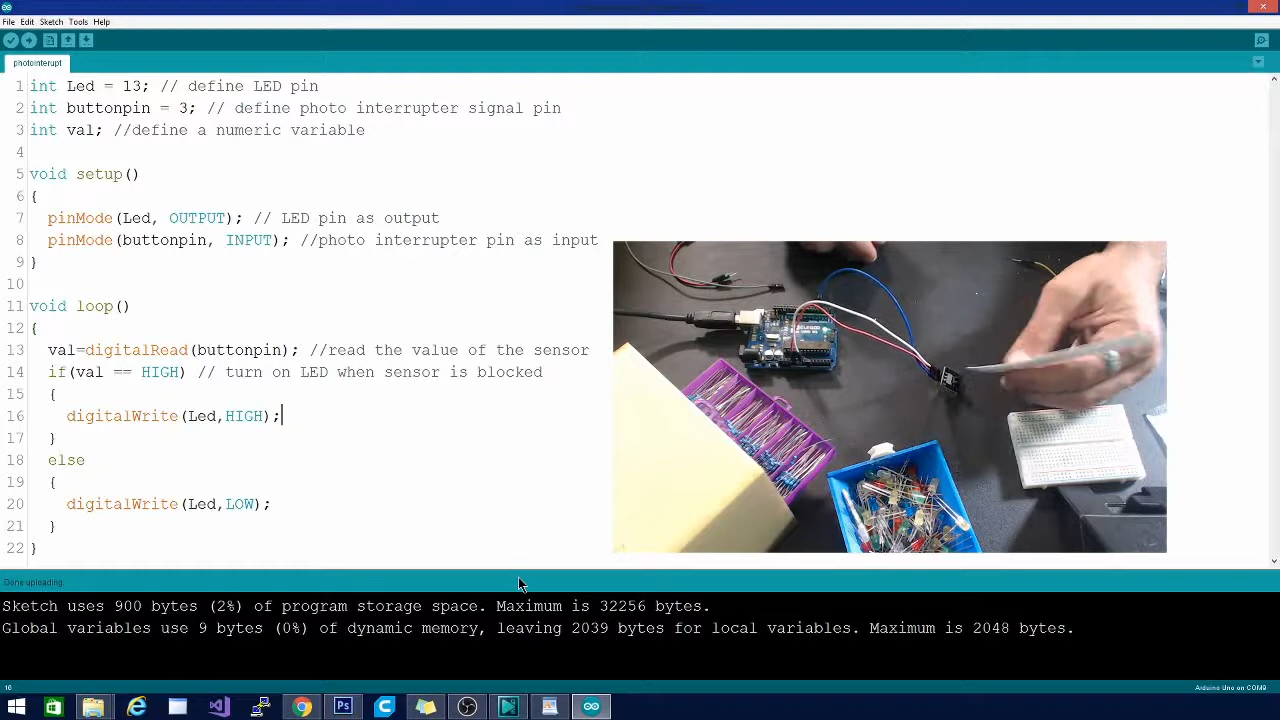 File Edit Sketch Tools Help
photointerupt
1 int Led = 13; // define LED pin
2 int buttonpin = 3; // define photo interrupter signal pin
3 int val; //define a numeric variable
4
5 void setup()
6 {
7 pinMode(Led, OUTPUT); // LED pin as output
8 pinMode(buttonpin, INPUT); //photo interrupter pin as input
9 }
10
11 void loop()
12 {
13 val=digitalRead(buttonpin); //read the value of the sensor
14 if(val == HIGH) // turn on LED when sensor is blocked
15 {
16 digitalWrite(Led,HIGH);
17 }
18 else
19 {
20 digitalWrite(Led,LOW);
21 }
22 }
Done uploading.
Sketch uses 900 bytes (2%) of program storage space. Maximum is 32256 bytes.
Global variables use 9 bytes (0%) of dynamic memory, leaving 2039 bytes for local variables. Maximum is 2048 bytes.
16
Arduino Uno on COM9
Ps